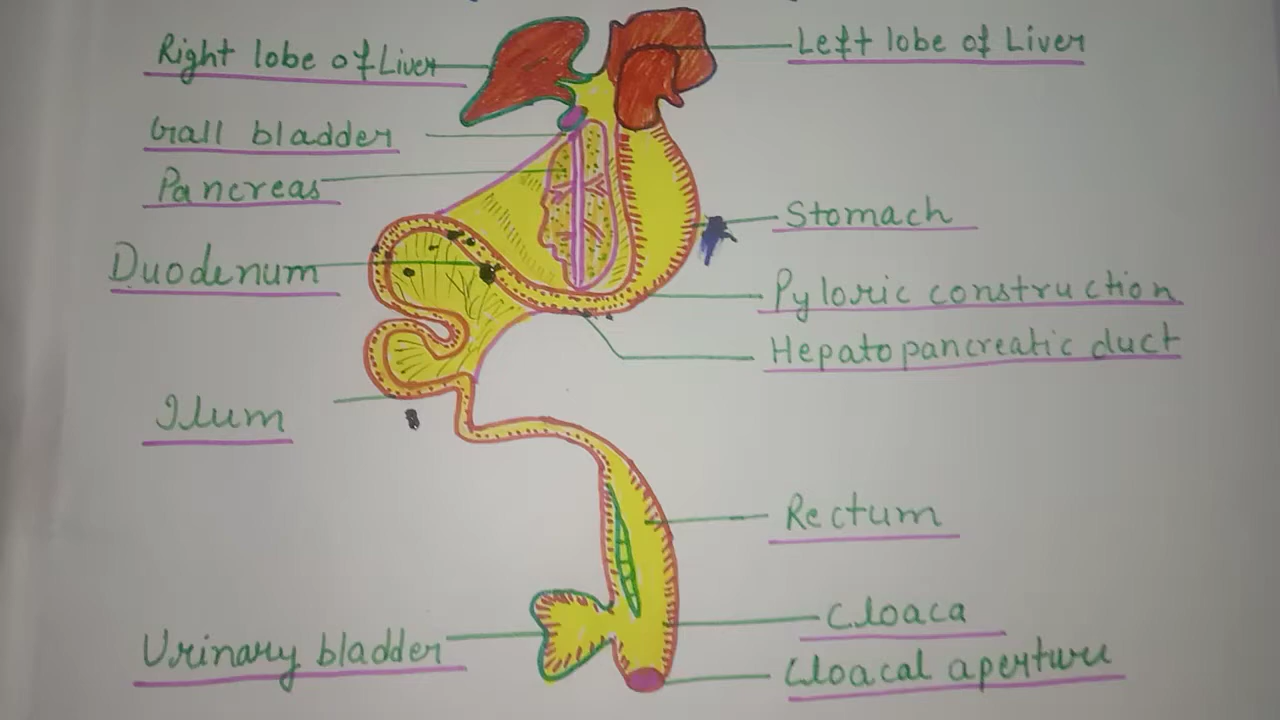 Right lobe of Liver
Left lobe of Liver
Gall bladder
Pancreas
Stomach
Duodenum
Pyloric construction
Hepatopancreatic duct
Ilum
Rectum
Cloaca
Urinary bladder
Cloacal aperture